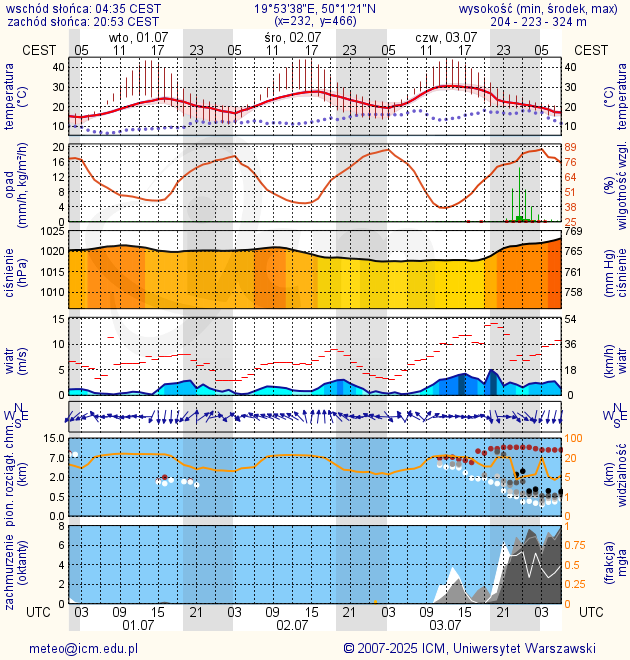 wschód słońca: 04:35 CEST 19°53'38"E, 50°1'21"N wysokość (min, środek, max)
zachód słońca: 20:53 CEST (x=232, y=466) 204 - 223 - 324 m
wto, 01.07 śro, 02.07 czw, 03.07
CEST 05 11 17 23 05 11 17 23 05 11 17 23 05 CEST
temperatura (°C) 40 30 20 10 40 30 20 10 temperatura (°C)
opad (mm/h, kg/m²/h) 20 16 12 8 4 0 89 76 64 51 38 25 (%) wilgotność wzgl.
ciśnienie (hPa) 1025 1020 1015 1010 769 765 761 758 (mm Hg) ciśnienie
wiatr (m/s) 15 10 5 0 54 36 18 0 (km/h) wiatr
N W E S N W E S
pion. rozciągł. chm. (km) 15.0 7.0 2.0 0.5 0.0 100 20 5 1 0 (km) widzialność
zachmurzenie (oktanty) 8 6 4 2 0 1 0.75 0.5 0.25 0 (frakcja) mgła
UTC 03 09 15 21 03 09 15 21 03 09 15 21 03 UTC
01.07 02.07 03.07
meteo@icm.edu.pl © 2007-2025 ICM, Uniwersytet Warszawski